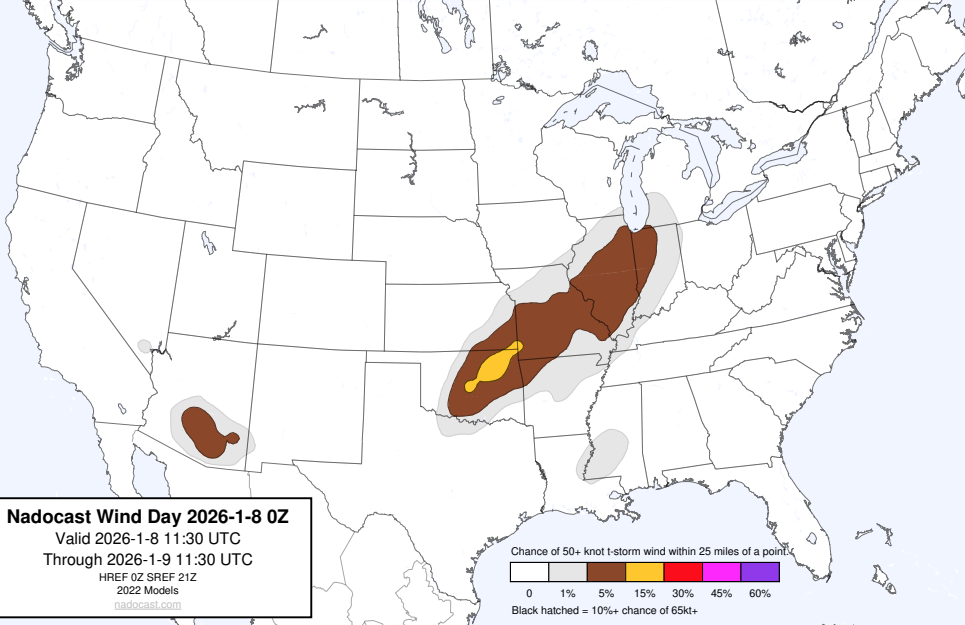 Nadocast Wind Day 2026-1-8 0Z
Valid 2026-1-8 11:30 UTC
Through 2026-1-9 11:30 UTC
HREF 0Z SREF 21Z
2022 Models
nadocast.com
Chance of 50+ knot t-storm wind within 25 miles of a point.
0 1% 5% 15% 30% 45% 60%
Black hatched = 10%+ chance of 65kt+